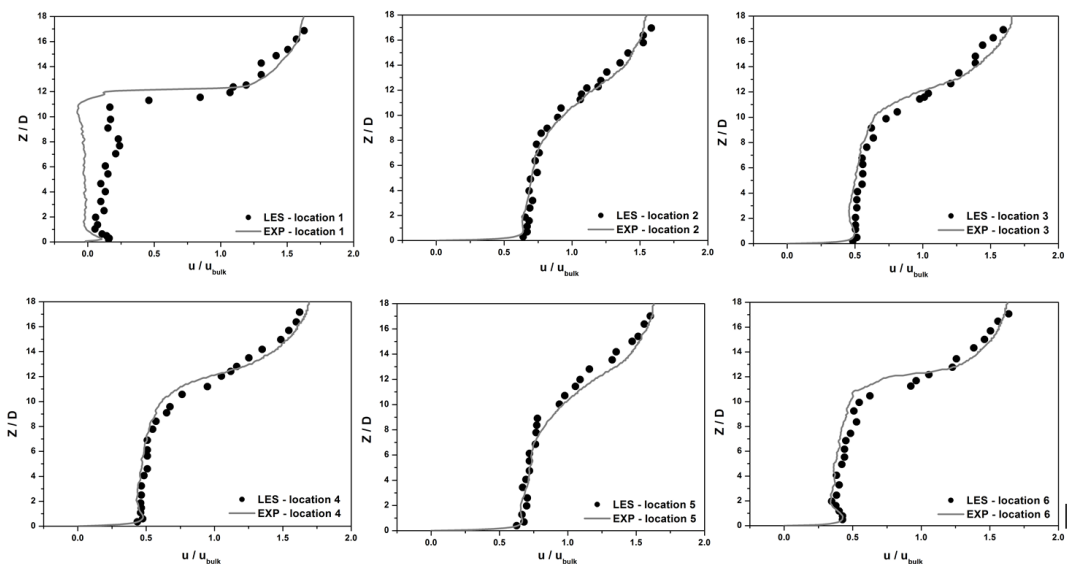 18
16
14
12
10
8
6
4
2
0
Z / D
LES - location 1
EXP - location 1
0.0 0.5 1.0 1.5 2.0
u / u_bulk
18
16
14
12
10
8
6
4
2
0
Z / D
LES - location 2
EXP - location 2
0.0 0.5 1.0 1.5 2.0
u / u_bulk
18
16
14
12
10
8
6
4
2
0
Z / D
LES - location 3
EXP - location 3
0.0 0.5 1.0 1.5 2.0
u / u_bulk
18
16
14
12
10
8
6
4
2
0
Z / D
LES - location 4
EXP - location 4
0.0 0.5 1.0 1.5 2.0
u / u_bulk
18
16
14
12
10
8
6
4
2
0
Z / D
LES - location 5
EXP - location 5
0.0 0.5 1.0 1.5 2.0
u / u_bulk
18
16
14
12
10
8
6
4
2
0
Z / D
LES - location 6
EXP - location 6
0.0 0.5 1.0 1.5 2.0
u / u_bulk